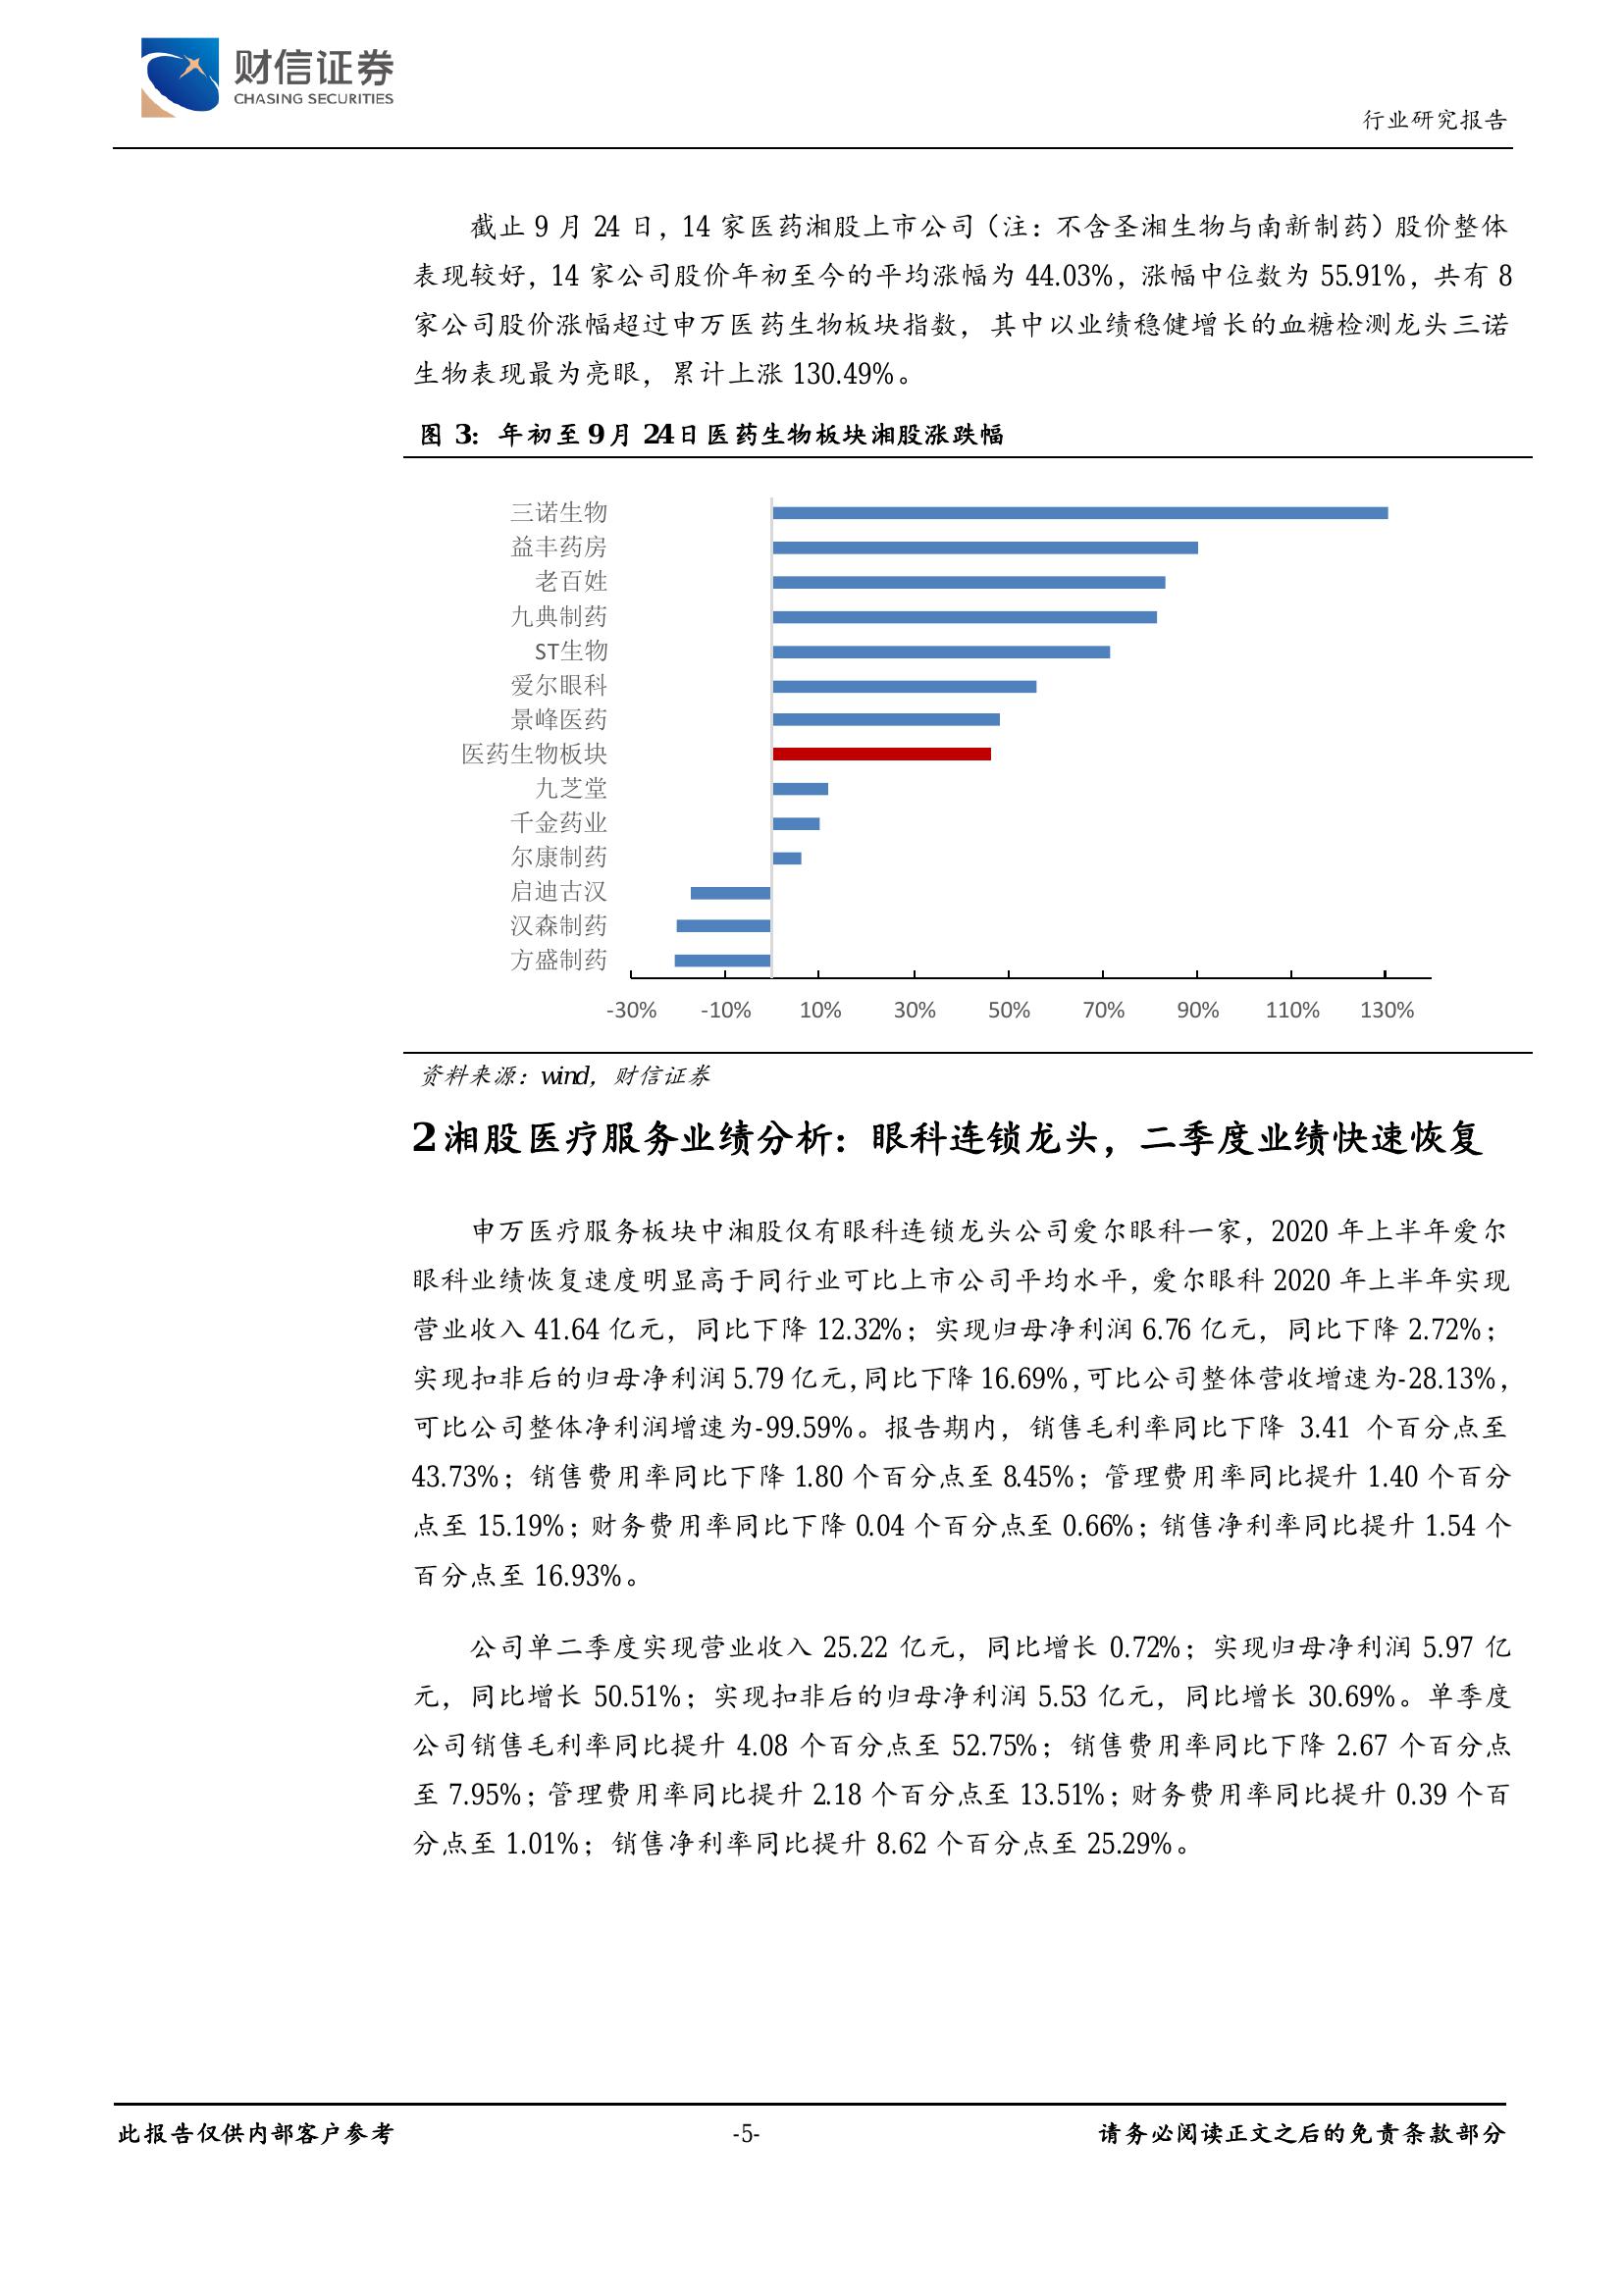 财信证券
CHASING SECURITIES
行业研究报告
截止 9 月 24 日，14 家医药湘股上市公司（注：不含圣湘生物与南新制药）股价整体
表现较好，14 家公司股价年初至今的平均涨幅为 44.03%，涨幅中位数为 55.91%，共有 8
家公司股价涨幅超过申万医药生物板块指数，其中以业绩稳健增长的血糖检测龙头三诺
生物表现最为亮眼，累计上涨 130.49%。
图 3：年初至 9 月 24 日医药生物板块湘股涨跌幅
三诺生物
益丰药房
老百姓
九典制药
ST生物
爱尔眼科
景峰医药
医药生物板块
九芝堂
千金药业
尔康制药
启迪古汉
汉森制药
方盛制药
-30% -10% 10% 30% 50% 70% 90% 110% 130%
资料来源：wind，财信证券
2 湘股医疗服务业绩分析：眼科连锁龙头，二季度业绩快速恢复
申万医疗服务板块中湘股仅有眼科连锁龙头公司爱尔眼科一家，2020 年上半年爱尔
眼科业绩恢复速度明显高于同行业可比上市公司平均水平，爱尔眼科 2020 年上半年实现
营业收入 41.64 亿元，同比下降 12.32%；实现归母净利润 6.76 亿元，同比下降 2.72%；
实现扣非后的归母净利润 5.79 亿元，同比下降 16.69%，可比公司整体营收增速为-28.13%，
可比公司整体净利润增速为-99.59%。报告期内，销售毛利率同比下降 3.41 个百分点至
43.73%；销售费用率同比下降 1.80 个百分点至 8.45%；管理费用率同比提升 1.40 个百分
点至 15.19%；财务费用率同比下降 0.04 个百分点至 0.66%；销售净利率同比提升 1.54 个
百分点至 16.93%。
公司单二季度实现营业收入 25.22 亿元，同比增长 0.72%；实现归母净利润 5.97 亿
元，同比增长 50.51%；实现扣非后的归母净利润 5.53 亿元，同比增长 30.69%。单季度
公司销售毛利率同比提升 4.08 个百分点至 52.75%；销售费用率同比下降 2.67 个百分点
至 7.95%；管理费用率同比提升 2.18 个百分点至 13.51%；财务费用率同比提升 0.39 个百
分点至 1.01%；销售净利率同比提升 8.62 个百分点至 25.29%。
此报告仅供内部客户参考
-5-
请务必阅读正文之后的免责条款部分